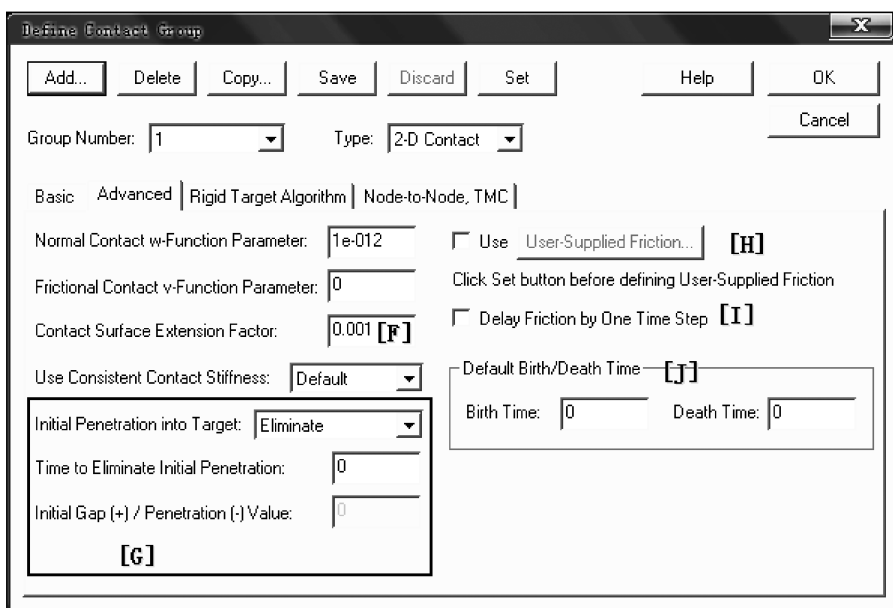 Define Contact Group
X
Add... Delete Copy... Save Discard Set Help OK
Cancel
Group Number: 1 Type: 2-D Contact
Basic Advanced Rigid Target Algorithm Node-to-Node, TMC
Normal Contact w-Function Parameter: 1e-012
Frictional Contact v-Function Parameter: 0
Contact Surface Extension Factor: 0.001 [F]
Use Consistent Contact Stiffness: Default
Initial Penetration into Target: Eliminate
Time to Eliminate Initial Penetration: 0
Initial Gap (+) / Penetration (-) Value: 0
[G]
Use User-Supplied Friction... [H]
Click Set button before defining User-Supplied Friction
Delay Friction by One Time Step [I]
Default Birth/Death Time [J]
Birth Time: 0 Death Time: 0